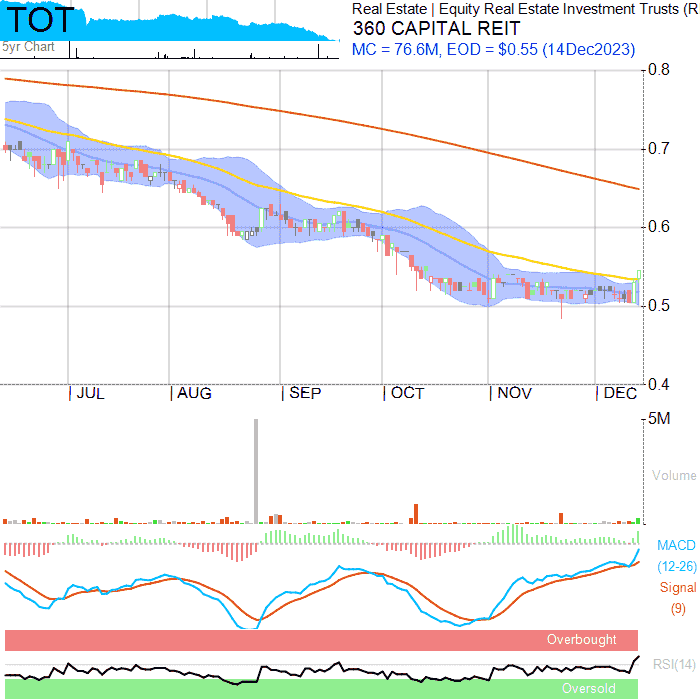 TOT
5yr Chart
Real Estate | Equity Real Estate Investment Trusts (R
360 CAPITAL REIT
MC = 76.6M, EOD = $0.55 (14Dec2023)
0.8
0.7
0.6
0.5
0.4
JUL
AUG
SEP
OCT
NOV
DEC
5M
Volume
MACD
(12-26)
Signal
(9)
Overbought
RSI(14)
Oversold